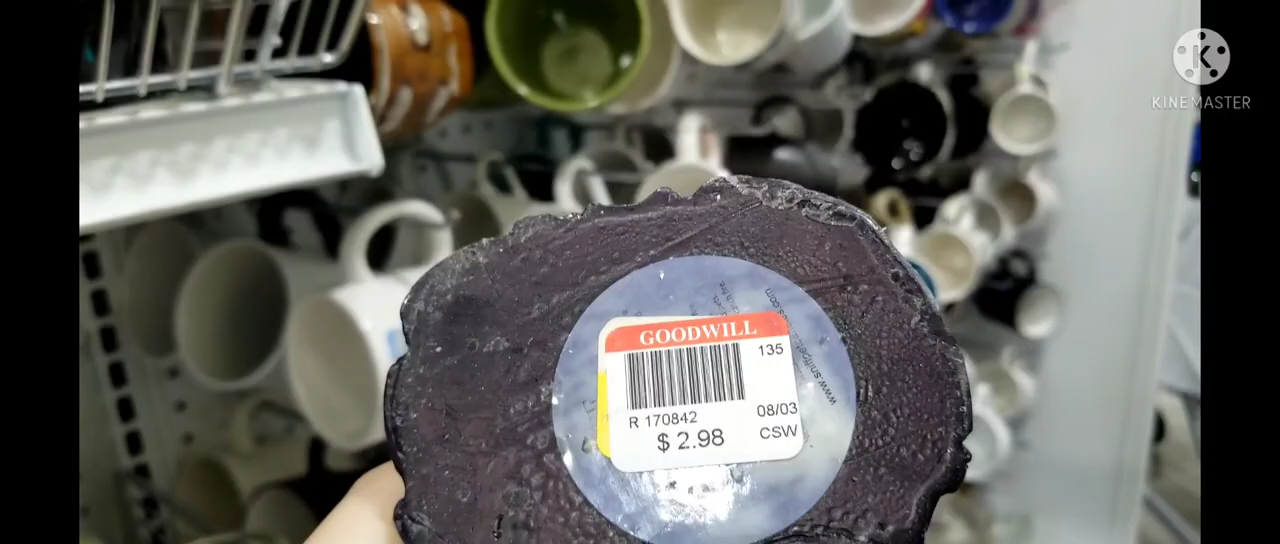 KINEMASTER
GOODWILL
135
R 170842
08/03
$ 2.98
CSW